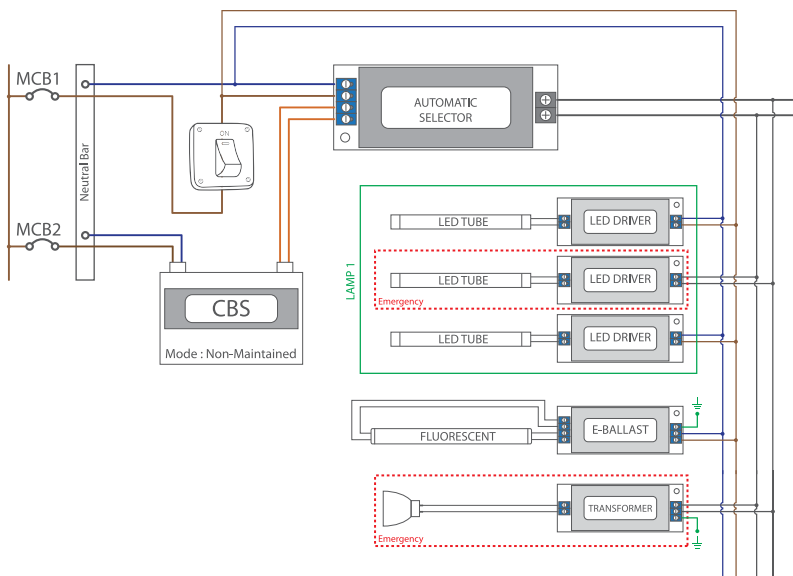 MCB1
Neutral Bar
ON
AUTOMATIC
SELECTOR
MCB2
CBS
Mode : Non-Maintained
LAMP 1
LED TUBE
LED DRIVER
LED TUBE
LED DRIVER
Emergency
LED TUBE
LED DRIVER
FLUORESCENT
E-BALLAST
TRANSFORMER
Emergency